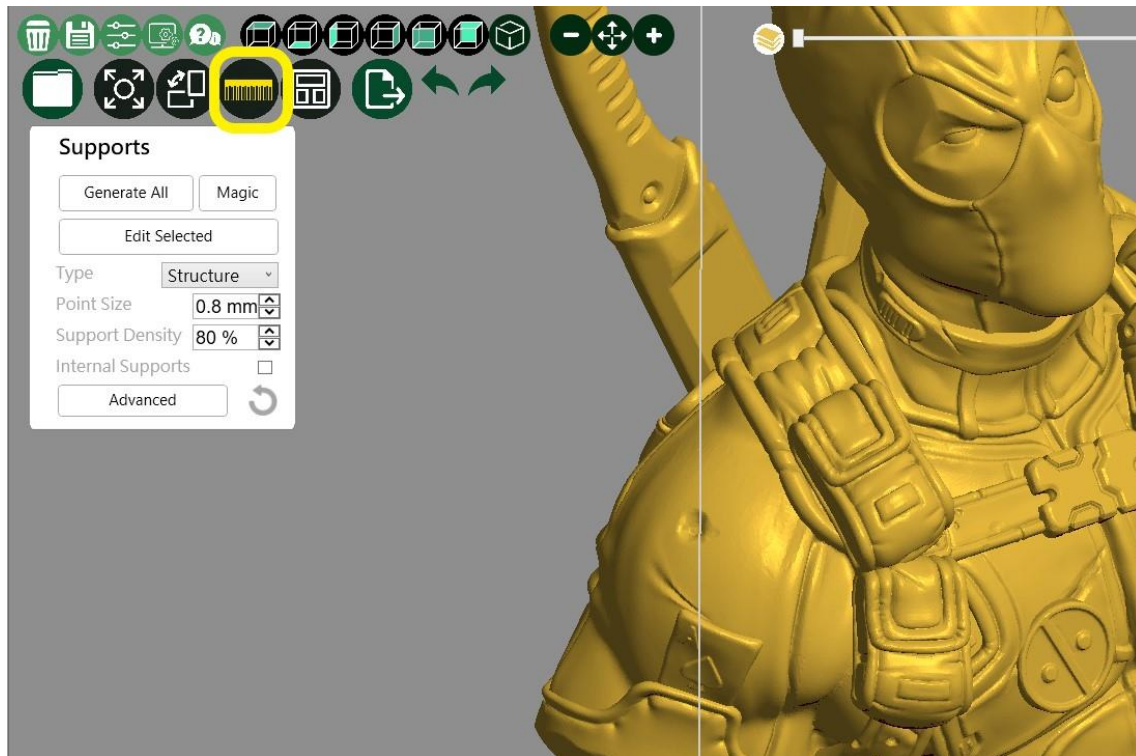 Supports
Generate All Magic
Edit Selected
Type Structure
Point Size 0.8 mm
Support Density 80 %
Internal Supports
Advanced